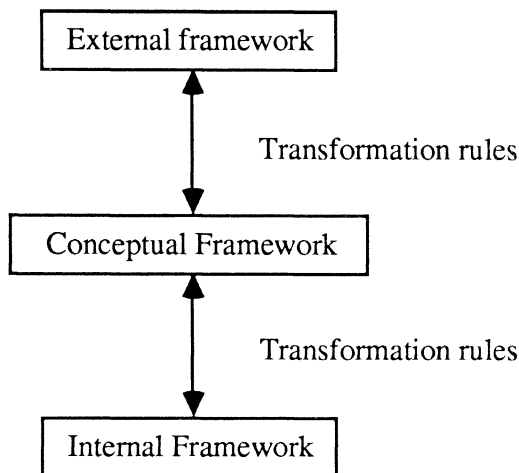 External framework
Transformation rules
Conceptual Framework
Transformation rules
Internal Framework